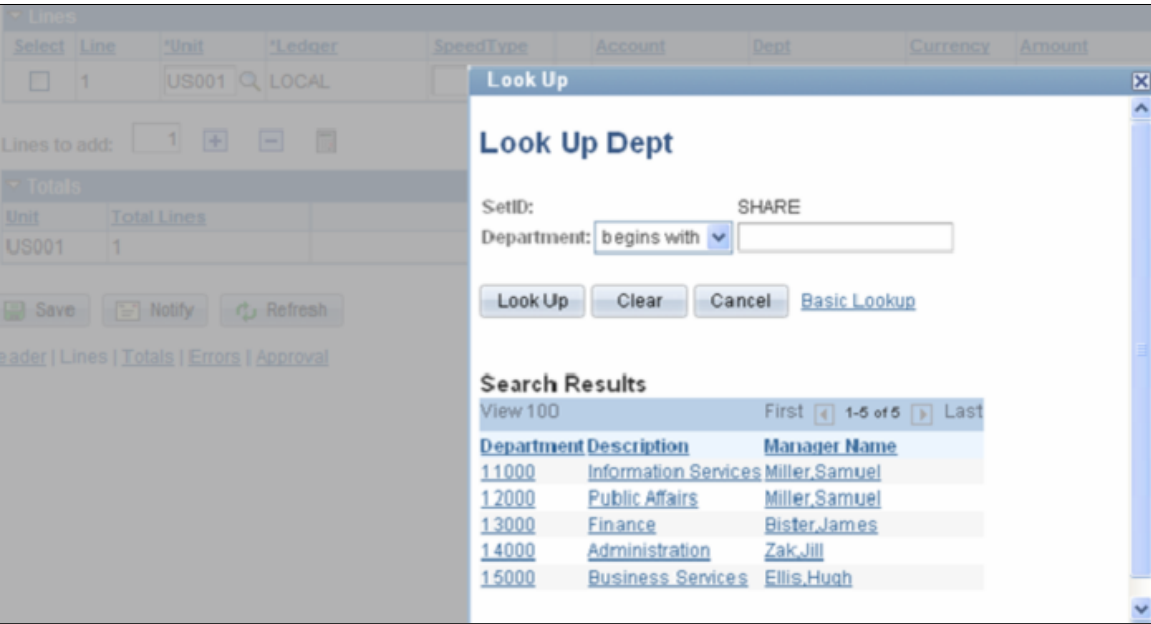 Lines
Select Line *Unit *Ledger SpeedType Account Dept Currency Amount
1 US001 LOCAL
Lines to add: 1
Totals
Unit Total Lines
US001 1
Save Notify Refresh
eader | Lines | Totals | Errors | Approval
Look Up
Look Up Dept
SetID: SHARE
Department: begins with
Look Up Clear Cancel Basic Lookup
Search Results
View 100 First 1-5 of 5 Last
Department Description Manager Name
11000 Information Services Miller,Samuel
12000 Public Affairs Miller,Samuel
13000 Finance Bister,James
14000 Administration Zak,Jill
15000 Business Services Ellis,Hugh